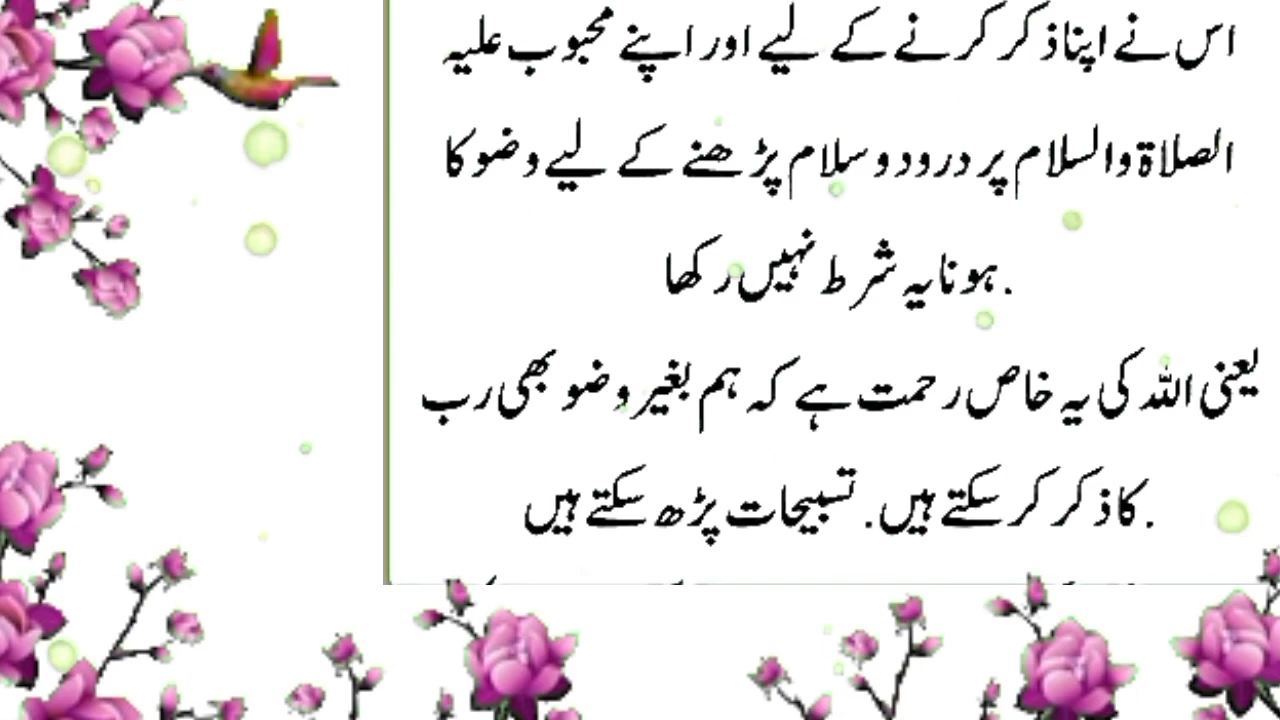 اس نے اپنا ذکر کرنے کے لیے اور اپنے محبوب علیہ
الصلاۃ والسلام پر درود و سلام پڑھنے کے لیے وضو کا
ہونا یہ شرط نہیں رکھا.
یعنی اللہ کی یہ خاص رحمت ہے کہ ہم بغیر وضو بھی رب
کا ذکر کر سکتے ہیں. تسبیحات پڑھ سکتے ہیں.